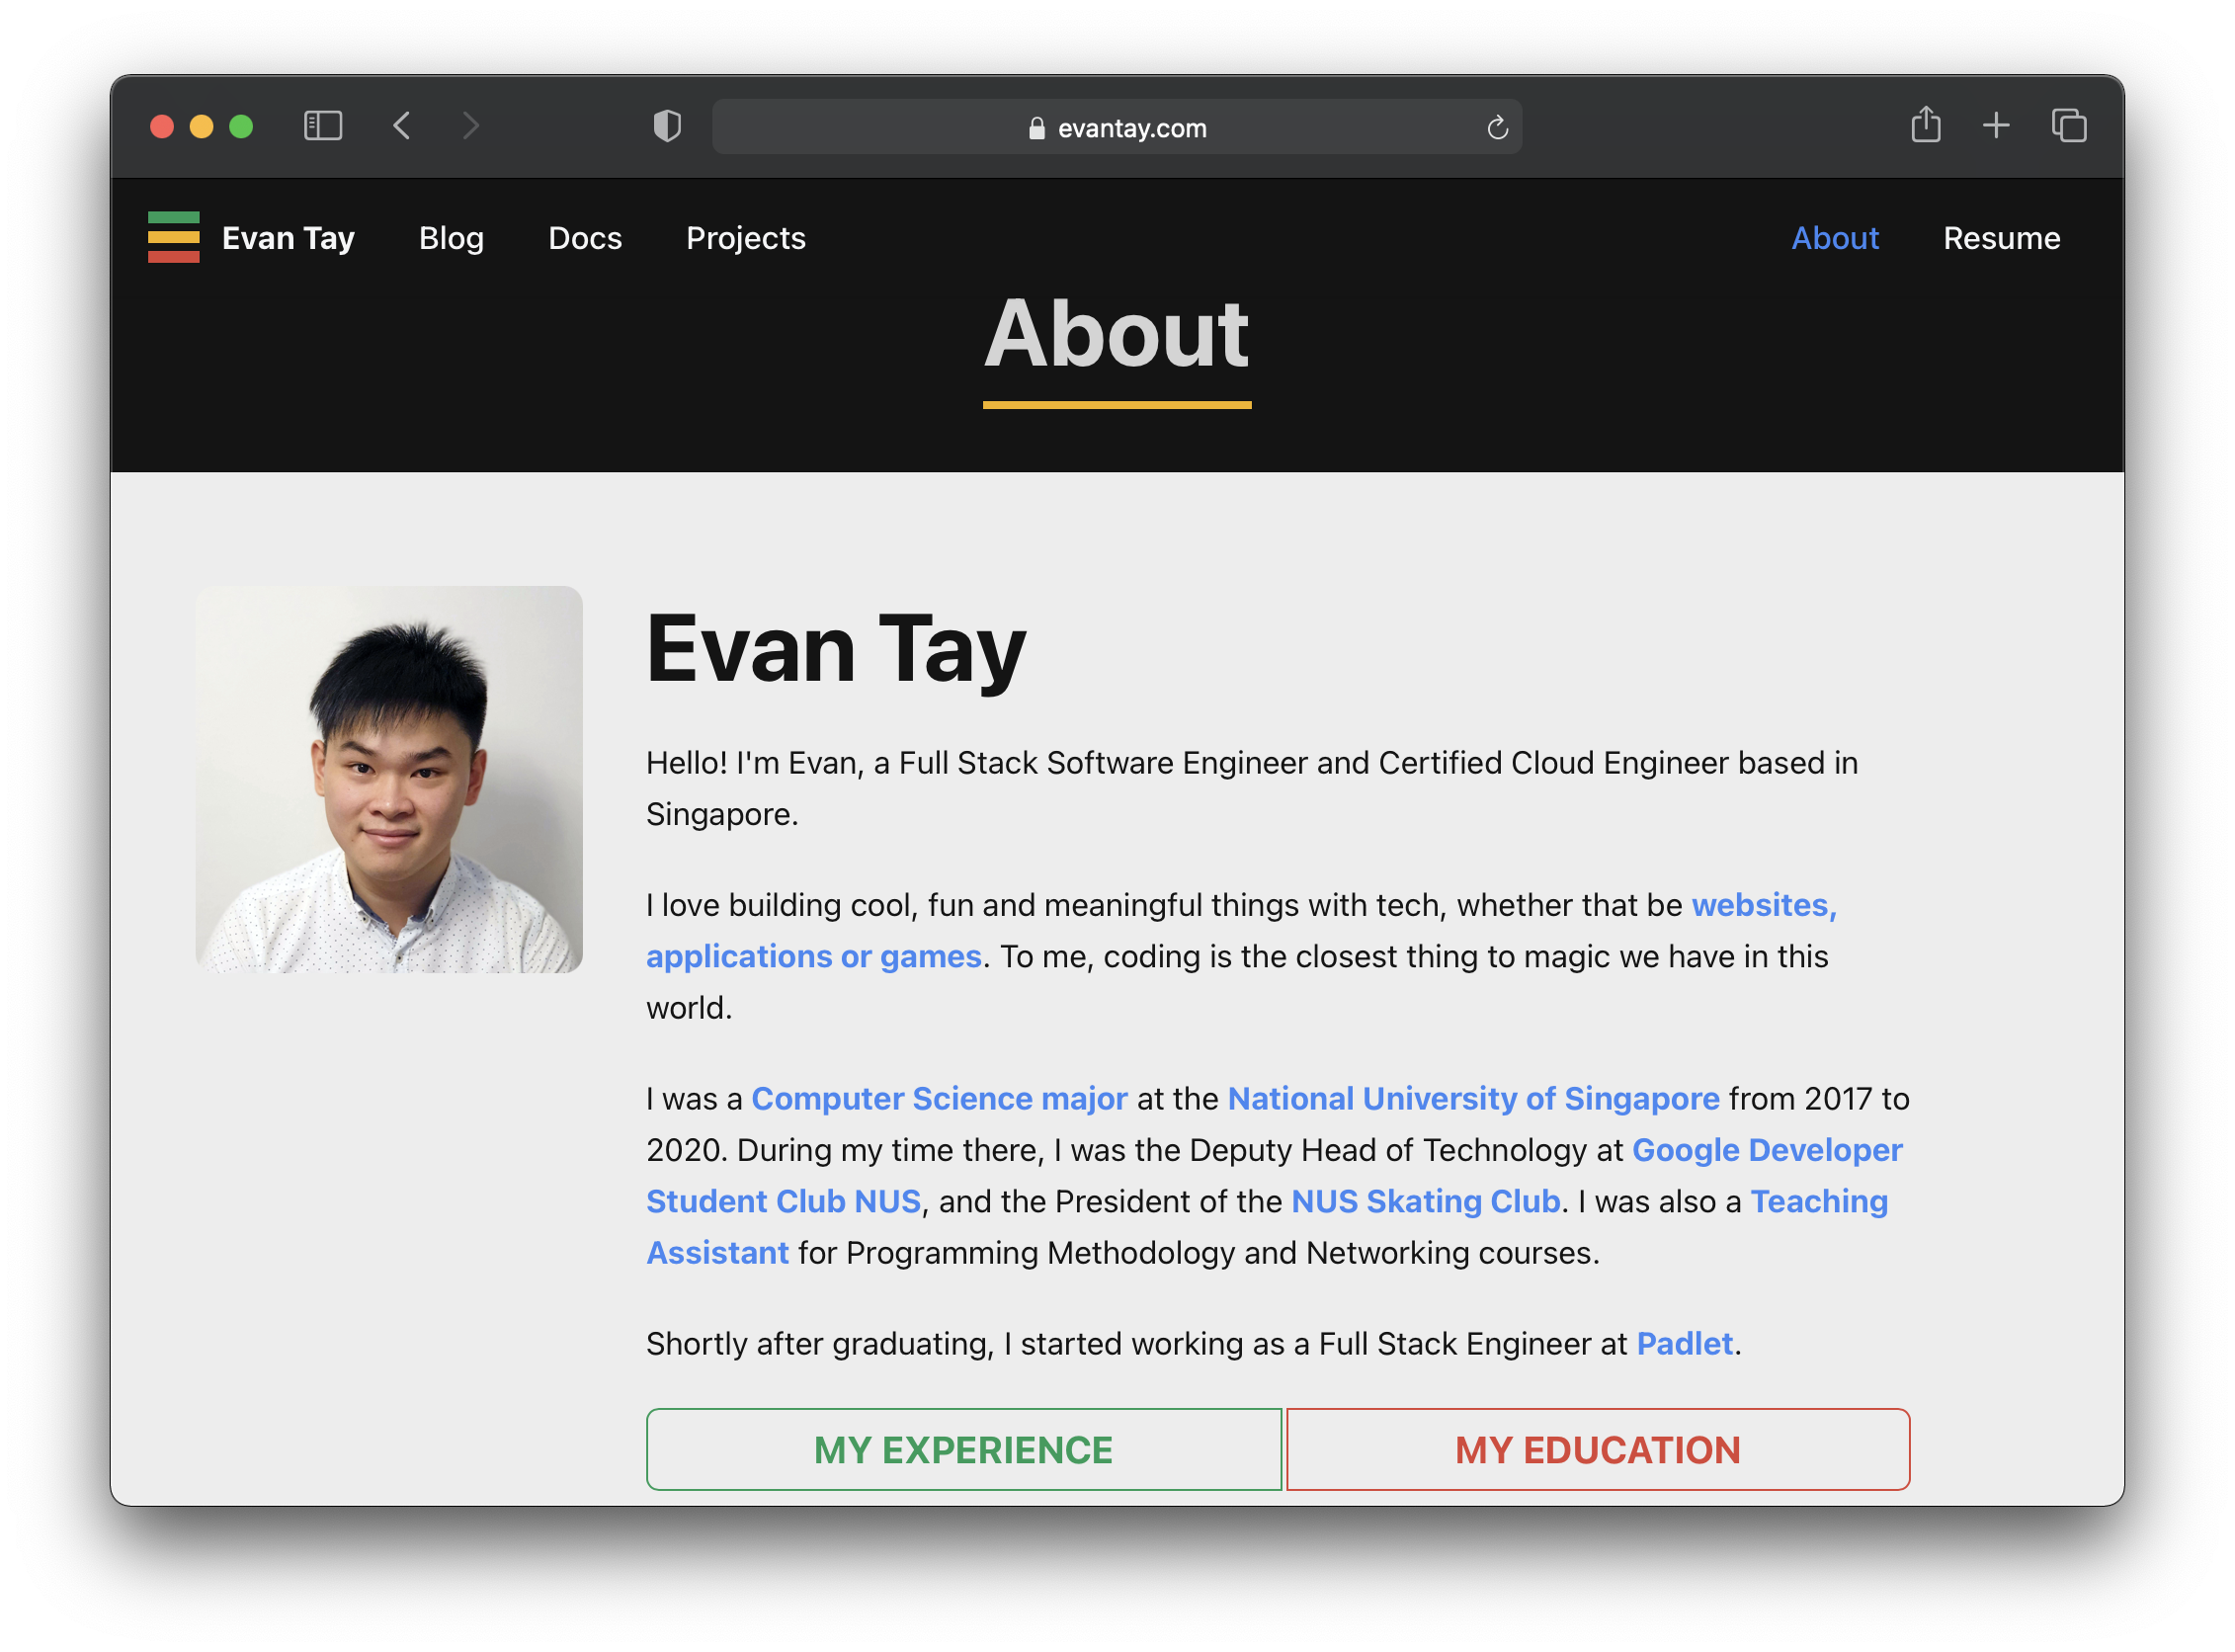 evantay.com
Evan Tay
Blog
Docs
Projects
About
Resume
About
Evan Tay
Hello! I'm Evan, a Full Stack Software Engineer and Certified Cloud Engineer based in
Singapore.
I love building cool, fun and meaningful things with tech, whether that be websites,
applications or games. To me, coding is the closest thing to magic we have in this
world.
I was a Computer Science major at the National University of Singapore from 2017 to
2020. During my time there, I was the Deputy Head of Technology at Google Developer
Student Club NUS, and the President of the NUS Skating Club. I was also a Teaching
Assistant for Programming Methodology and Networking courses.
Shortly after graduating, I started working as a Full Stack Engineer at Padlet.
MY EXPERIENCE
MY EDUCATION